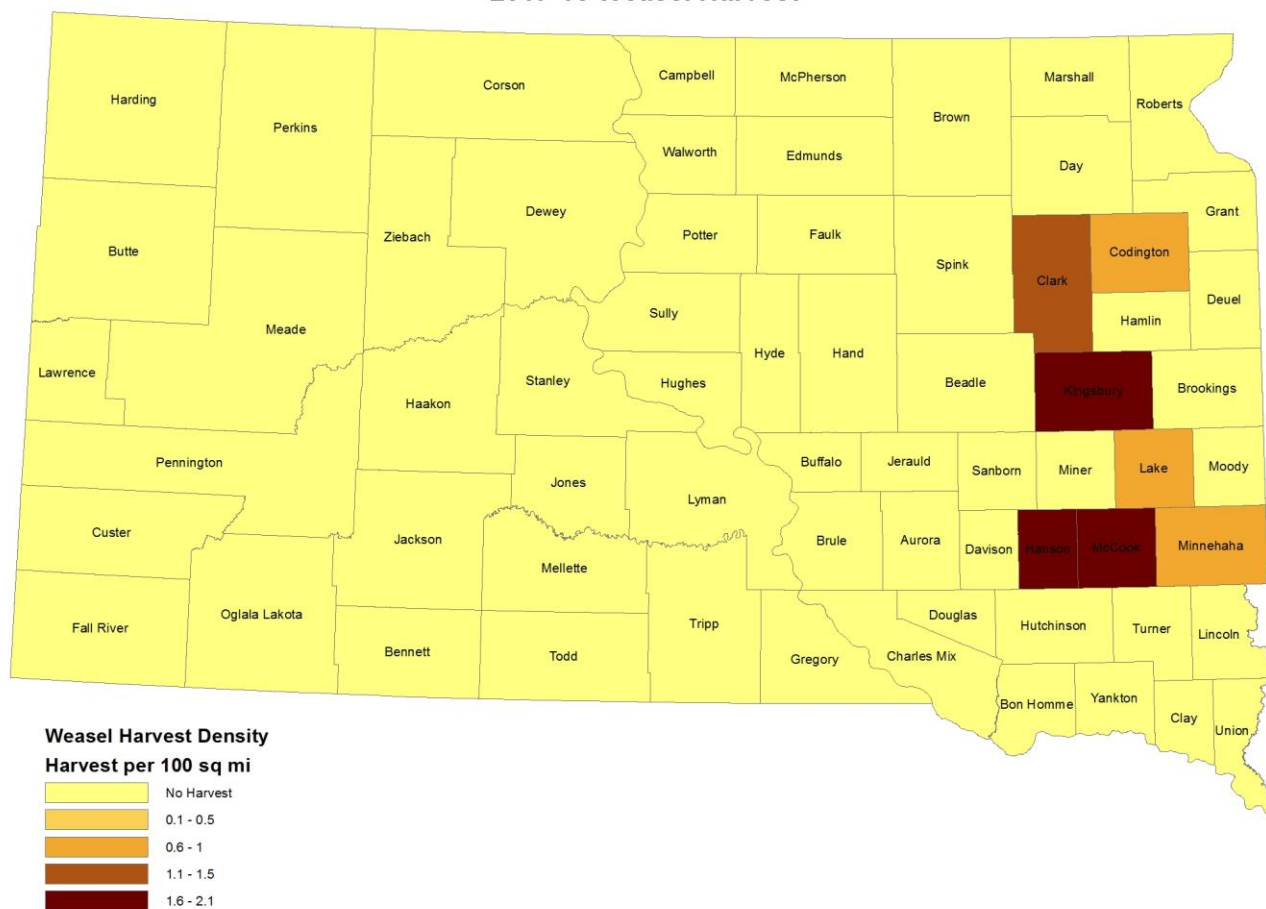 Harding
Perkins
Corson
Campbell
McPherson
Brown
Marshall
Roberts
Walworth
Edmunds
Day
Butte
Ziebach
Dewey
Potter
Faulk
Spink
Clark
Codington
Grant
Deuel
Hamlin
Lawrence
Meade
Haakon
Stanley
Sully
Hughes
Hyde
Hand
Beadle
Kingsbury
Brookings
Pennington
Jones
Lyman
Buffalo
Jerauld
Sanborn
Miner
Lake
Moody
Custer
Jackson
Mellette
Brule
Aurora
Davison
Hanson
McCook
Minnehaha
Fall River
Oglala Lakota
Bennett
Todd
Tripp
Gregory
Charles Mix
Douglas
Hutchinson
Turner
Lincoln
Bon Homme
Yankton
Clay
Union
Weasel Harvest Density
Harvest per 100 sq mi
No Harvest
0.1 - 0.5
0.6 - 1
1.1 - 1.5
1.6 - 2.1